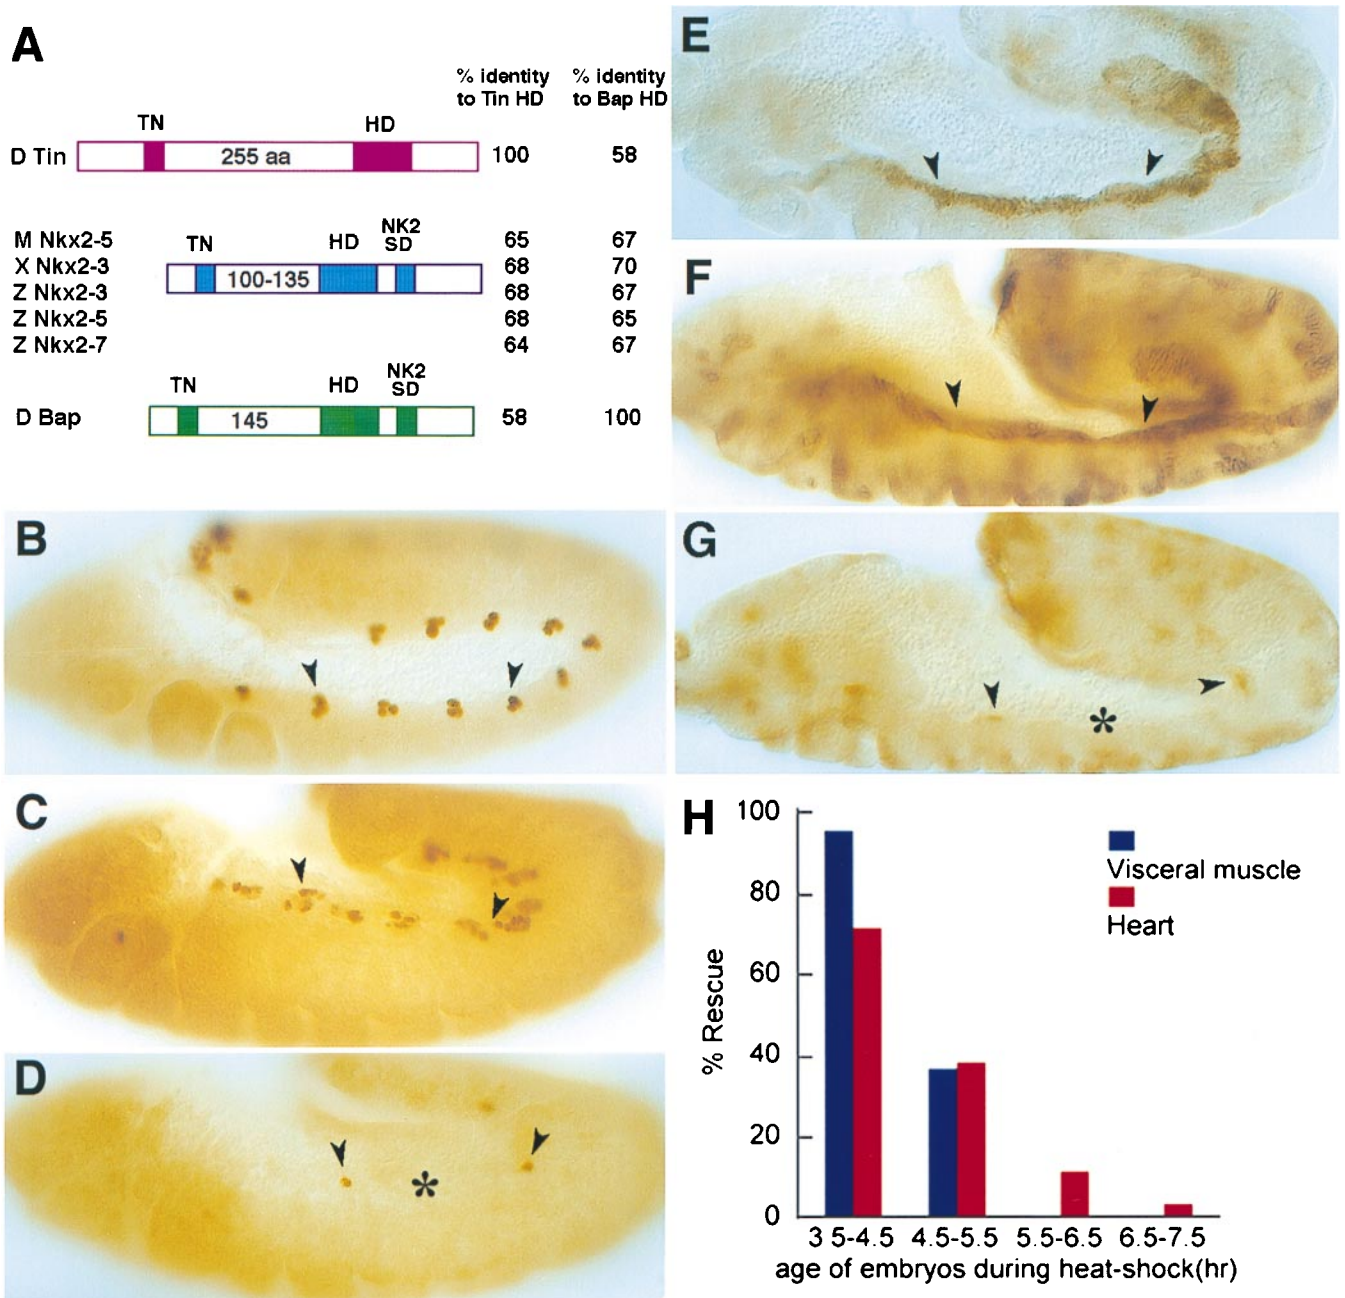 A
% identity to Tin HD
% identity to Bap HD
TN HD
D Tin 255 aa 100 58
TN HD NK2 SD
100-135
M Nkx2-5 65 67
X Nkx2-3 68 70
Z Nkx2-3 68 67
Z Nkx2-5 68 65
Z Nkx2-7 64 67
TN HD NK2 SD
D Bap 145 58 100
B
C
D
E
F
G
*
*
H
100
80
60
40
20
0
% Rescue
Visceral muscle
Heart
3 5-4.5 4.5-5.5 5.5-6.5 6.5-7.5
age of embryos during heat-shock(hr)